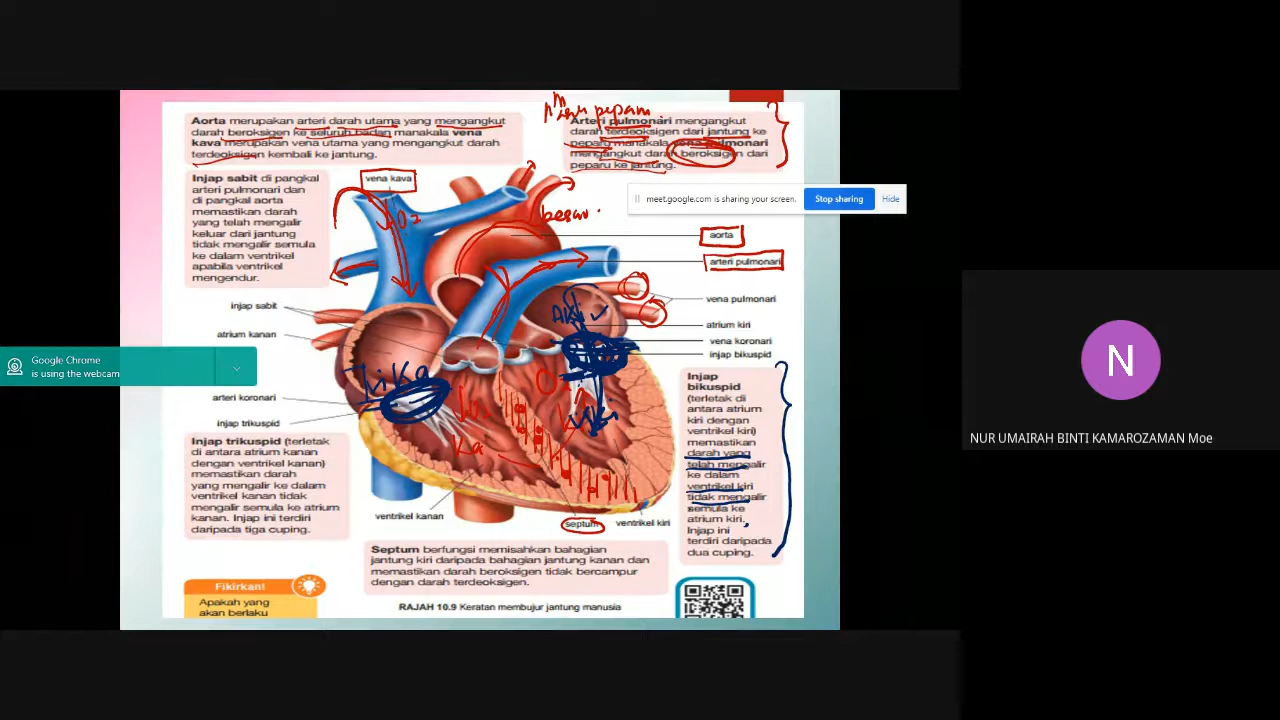 Aorta merupakan arteri darah utama yang mengangkut
darah beroksigen ke seluruh badan manakala vena
kava merupakan vena utama yang mengangkut darah
terdeoksigen kembali ke jantung.
pepam
Arteri pulmonari mengangkut
darah terdeoksigen dari jantung ke
peparu manakala vena pulmonari
mengangkut darah beroksigen dari
peparu ke jantung.
Injap sabit di pangkal
arteri pulmonari dan
di pangkal aorta
memastikan darah
yang telah mengalir
keluar dari jantung
tidak mengalir semula
ke dalam ventrikel
apabila ventrikel
mengendur.
vena kava
meet.google.com is sharing your screen.
Stop sharing
Hide
besar
aorta
arteri pulmonari
injap sabit
vena pulmonari
atrium kanan
atrium kiri
vena koronari
injap bikuspid
Google Chrome
is using the webcam
arteri koronari
injap trikuspid
Ka
Injap
bikuspid
(terletak di
antara atrium
kiri dengan
ventrikel kiri)
memastikan
darah yang
telah mengalir
ke dalam
ventrikel kiri
tidak mengalir
semula ke
atrium kiri.
Injap ini
terdiri daripada
dua cuping.
Injap trikuspid (terletak
di antara atrium kanan
dengan ventrikel kanan)
memastikan darah
yang mengalir ke dalam
ventrikel kanan tidak
mengalir semula ke atrium
kanan. Injap ini terdiri
daripada tiga cuping.
ventrikel kanan
septum
ventrikel kiri
Septum berfungsi memisahkan bahagian
jantung kiri daripada bahagian jantung kanan dan
memastikan darah beroksigen tidak bercampur
dengan darah terdeoksigen.
Fikirkan!
Apakah yang
akan berlaku
RAJAH 10.9 Keratan membujur jantung manusia
N
NUR UMAIRAH BINTI KAMAROZAMAN Moe